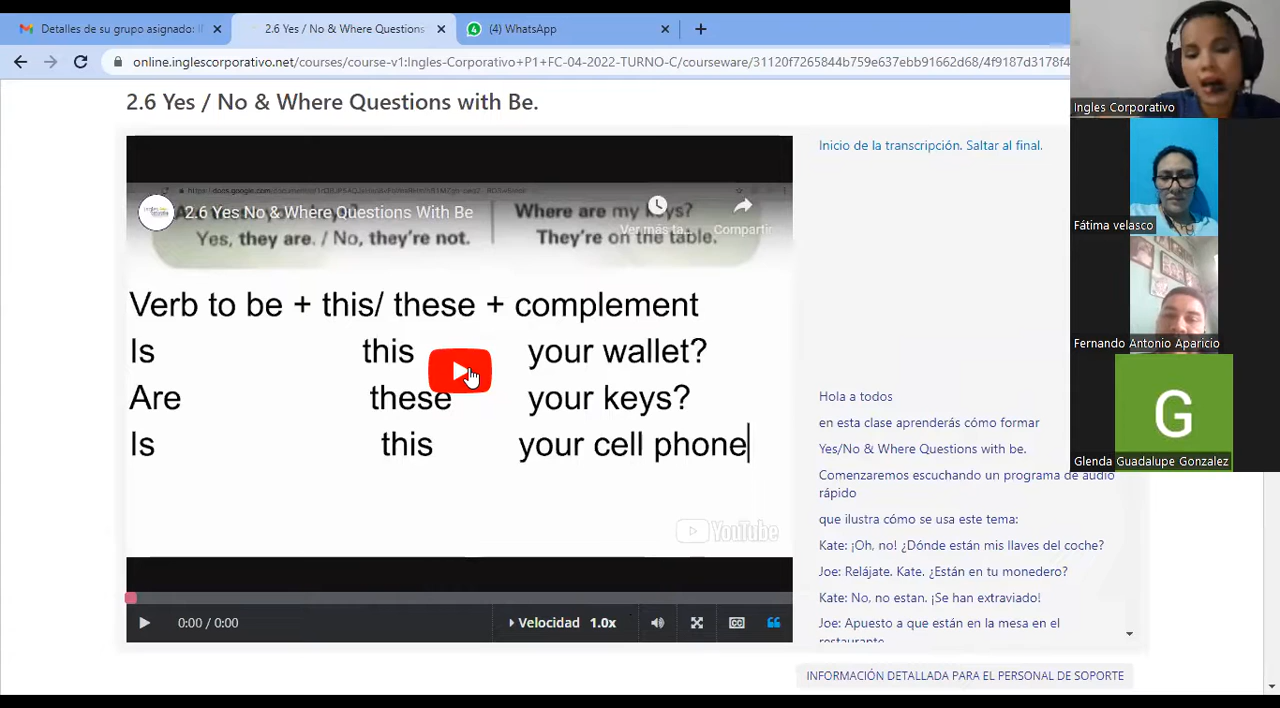 Detalles de su grupo asignado: I
2.6 Yes / No & Where Questions
(4) WhatsApp
online.inglescorporativo.net/courses/course-v1:Ingles-Corporativo+P1+FC-04-2022-TURNO-C/courseware/31120f7265844b759e637ebb91662d68/4f9187d3178f4
2.6 Yes / No & Where Questions with Be.
2.6 Yes No & Where Questions With Be
Where are my keys?
Ver más ta...
Compartir
Yes, they are. / No, they're not.
They're on the table.
Verb to be + this/ these + complement
Is this your wallet?
Are these your keys?
Is this your cell phone
YouTube
0:00 / 0:00
Velocidad 1.0x
CC
Inicio de la transcripción. Saltar al final.
Hola a todos
en esta clase aprenderás cómo formar
Yes/No & Where Questions with be.
Comenzaremos escuchando un programa de audio
rápido
que ilustra cómo se usa este tema:
Kate: ¡Oh, no! ¿Dónde están mis llaves del coche?
Joe: Relájate. Kate. ¿Están en tu monedero?
Kate: No, no estan. ¡Se han extraviado!
Joe: Apuesto a que están en la mesa en el
restaurante
INFORMACIÓN DETALLADA PARA EL PERSONAL DE SOPORTE
Ingles Corporativo
Fátima velasco
Fernando Antonio Aparicio
G
Glenda Guadalupe Gonzalez